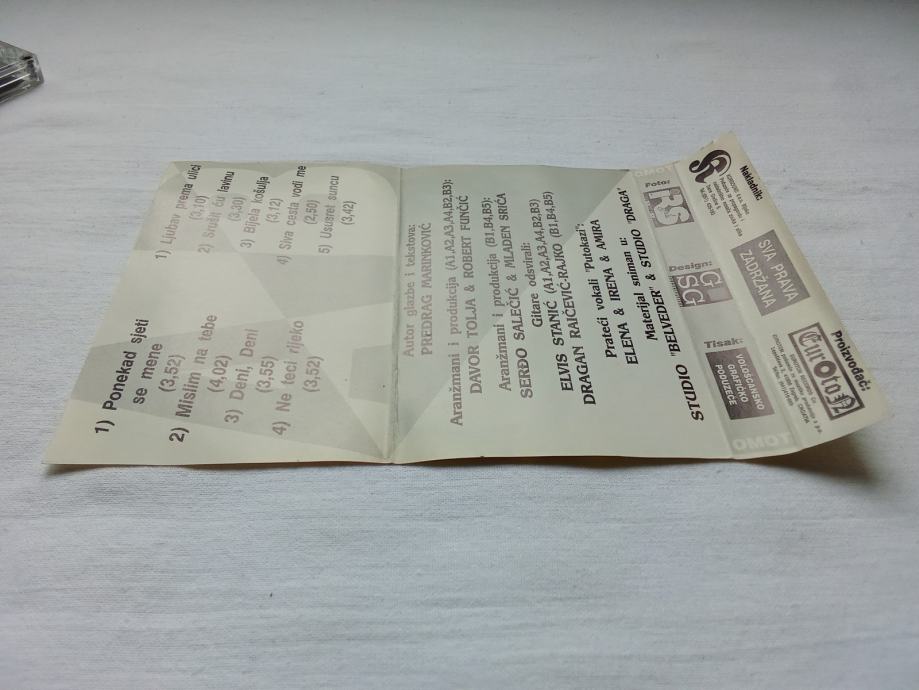 1) Ponekad sjeti
se mene
(3,52)
2) Mislim na tebe
(4,02)
3) Deni, Deni
(3,55)
4) Ne teci rijeko
(3,52)
1) Ljubav prema ulici
(3,10)
2) Srušit ću lavinu
(3,30)
3) Bijela košulja
(3,12)
4) Siva cesta vodi me
(2,50)
5) Ususret suncu
(3,42)
Autor glazbe i tekstova:
PREDRAG MARINKOVIĆ
Aranžmani i produkcija (A1,A2,A3,A4,B2,B3):
DAVOR TOLJA & ROBERT FUNČIĆ
Aranžmani i produkcija (B1,B4,B5):
SERĐO SALEČIĆ & MLADEN SRIČA
Gitare odsvirali:
ELVIS STANIĆ (A1,A2,A3,A4,B2,B3)
DRAGAN RAIČEVIĆ-RAJKO (B1,B4,B5)
Prateći vokali "Putokazi":
ELENA & IRENA & AMIRA
Materijal sniman u:
STUDIO "BELVEDER" & STUDIO "DRAGA"
OMOT
Foto:
RS
Design:
GSG
Tisak:
VOLOŠĆANSKO
GRAFIČKO
PODUZEĆE
OMOT
Nakladnik:
SVA PRAVA
ZADRŽANA
Proizvođač: